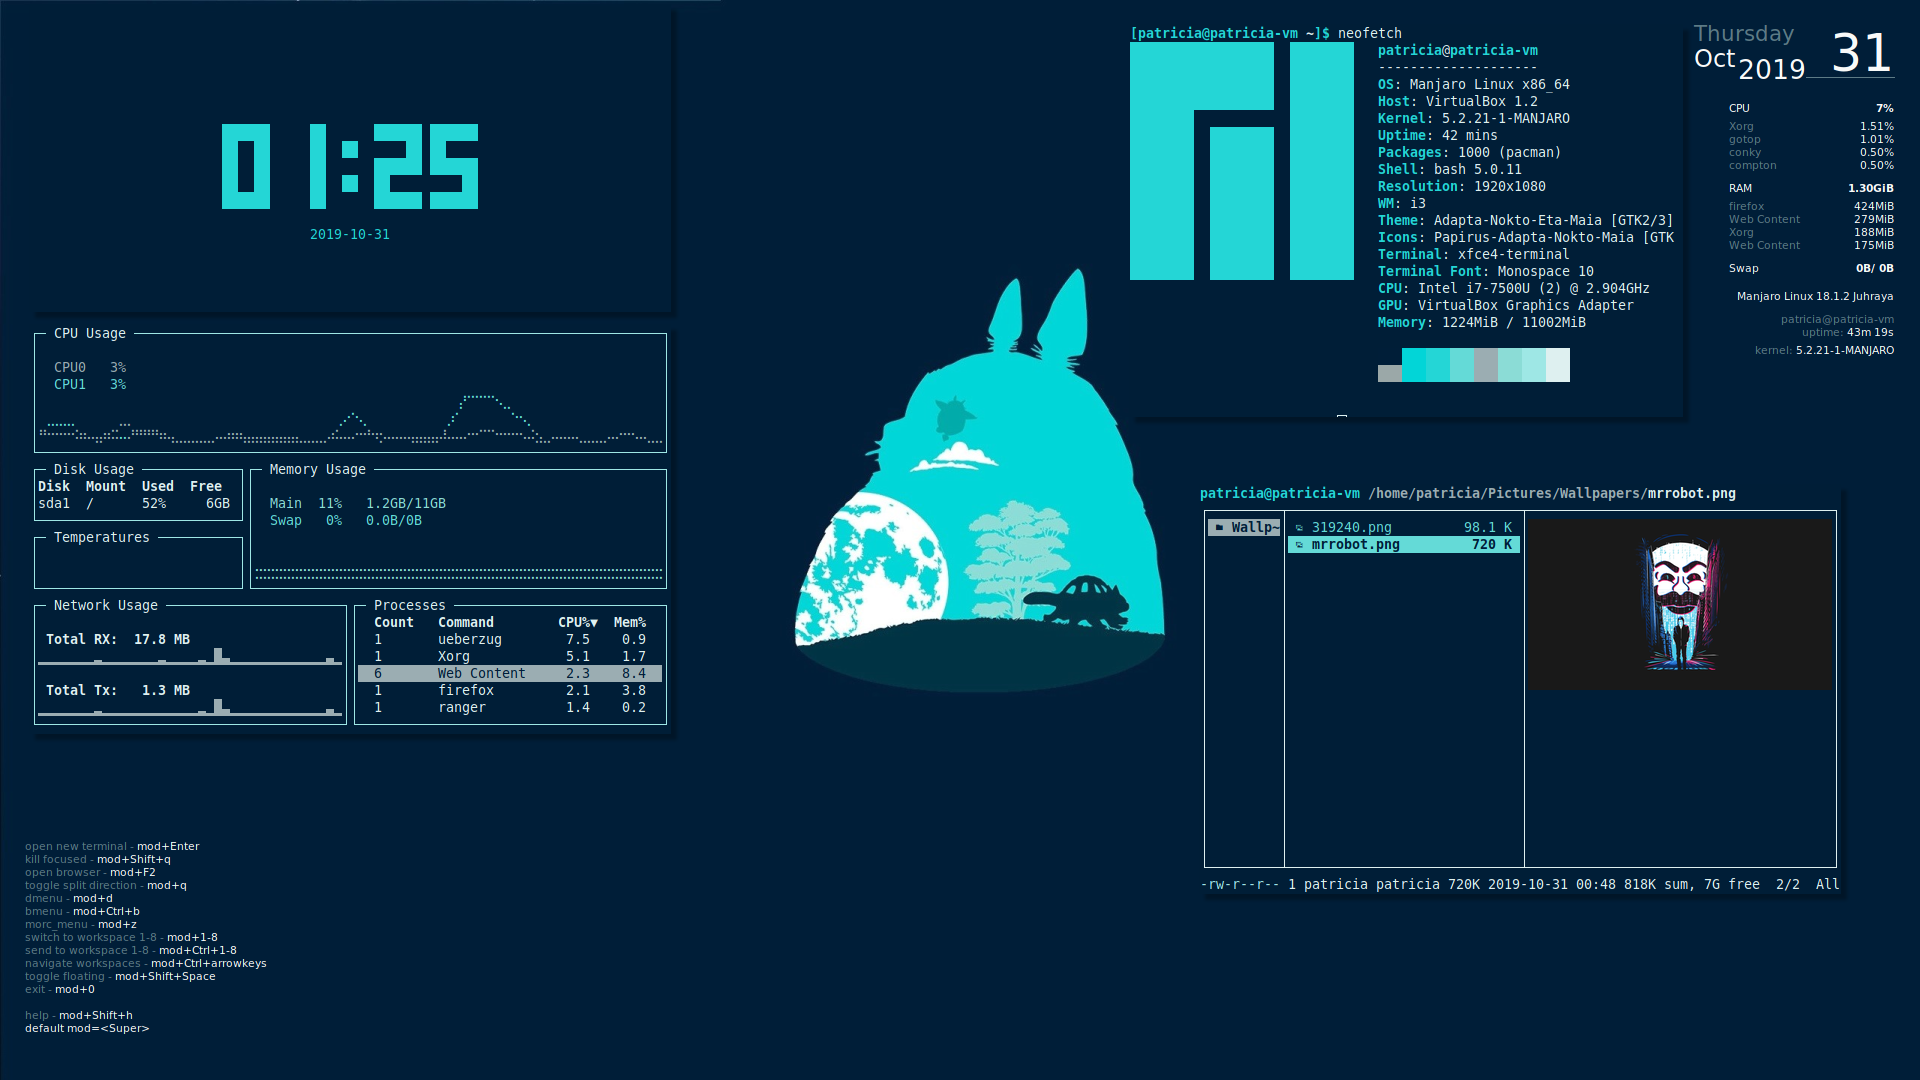 01:25
2019-10-31
CPU Usage
CPU0 3%
CPU1 3%
Disk Usage
Disk Mount Used Free
sda1 / 52% 6GB
Memory Usage
Main 11% 1.2GB/11GB
Swap 0% 0.0B/0B
Temperatures
Network Usage
Total RX: 17.8 MB
Total Tx: 1.3 MB
Processes
Count Command CPU%▼ Mem%
1 ueberzug 7.5 0.9
1 Xorg 5.1 1.7
6 Web Content 2.3 8.4
1 firefox 2.1 3.8
1 ranger 1.4 0.2
open new terminal - mod+Enter
kill focused - mod+Shift+q
open browser - mod+F2
toggle split direction - mod+q
dmenu - mod+d
bmenu - mod+Ctrl+b
morc_menu - mod+z
switch to workspace 1-8 - mod+1-8
send to workspace 1-8 - mod+Ctrl+1-8
navigate workspaces - mod+Ctrl+arrowkeys
toggle floating - mod+Shift+Space
exit - mod+0
help - mod+Shift+h
default mod=<Super>
[patricia@patricia-vm ~]$ neofetch
patricia@patricia-vm
--------------------
OS: Manjaro Linux x86_64
Host: VirtualBox 1.2
Kernel: 5.2.21-1-MANJARO
Uptime: 42 mins
Packages: 1000 (pacman)
Shell: bash 5.0.11
Resolution: 1920x1080
WM: i3
Theme: Adapta-Nokto-Eta-Maia [GTK2/3]
Icons: Papirus-Adapta-Nokto-Maia [GTK
Terminal: xfce4-terminal
Terminal Font: Monospace 10
CPU: Intel i7-7500U (2) @ 2.904GHz
GPU: VirtualBox Graphics Adapter
Memory: 1224MiB / 11002MiB
Thursday
Oct 2019 31
CPU 7%
Xorg 1.51%
gotop 1.01%
conky 0.50%
compton 0.50%
RAM 1.30GiB
firefox 424MiB
Web Content 279MiB
Xorg 188MiB
Web Content 175MiB
Swap 0B/ 0B
Manjaro Linux 18.1.2 Juhraya
patricia@patricia-vm
uptime: 43m 19s
kernel: 5.2.21-1-MANJARO
patricia@patricia-vm /home/patricia/Pictures/Wallpapers/mrrobot.png
Wallp~
319240.png 98.1 K
mrrobot.png 720 K
-rw-r--r-- 1 patricia patricia 720K 2019-10-31 00:48 818K sum, 7G free 2/2 All